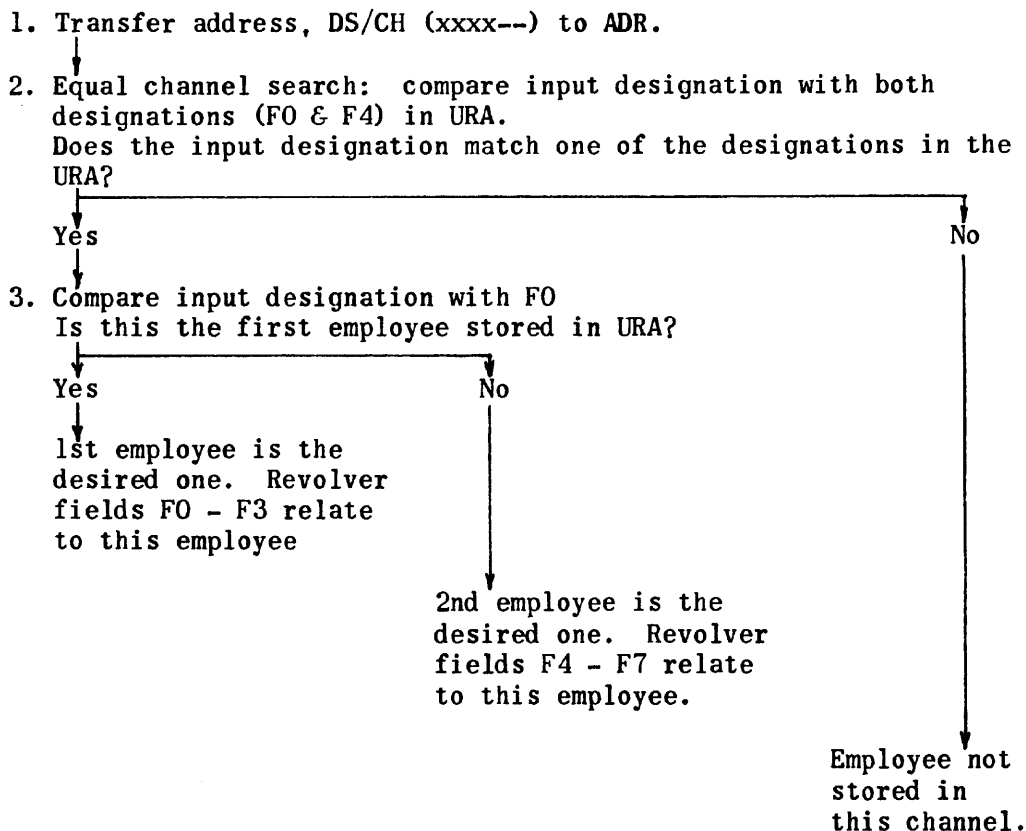 1. Transfer address, DS/CH (xxxx--) to ADR.
2. Equal channel search: compare input designation with both
designations (F0 & F4) in URA.
Does the input designation match one of the designations in the
URA?
Yes
No
3. Compare input designation with F0
Is this the first employee stored in URA?
Yes
No
1st employee is the
desired one. Revolver
fields F0 - F3 relate
to this employee
2nd employee is the
desired one. Revolver
fields F4 - F7 relate
to this employee.
Employee not
stored in
this channel.